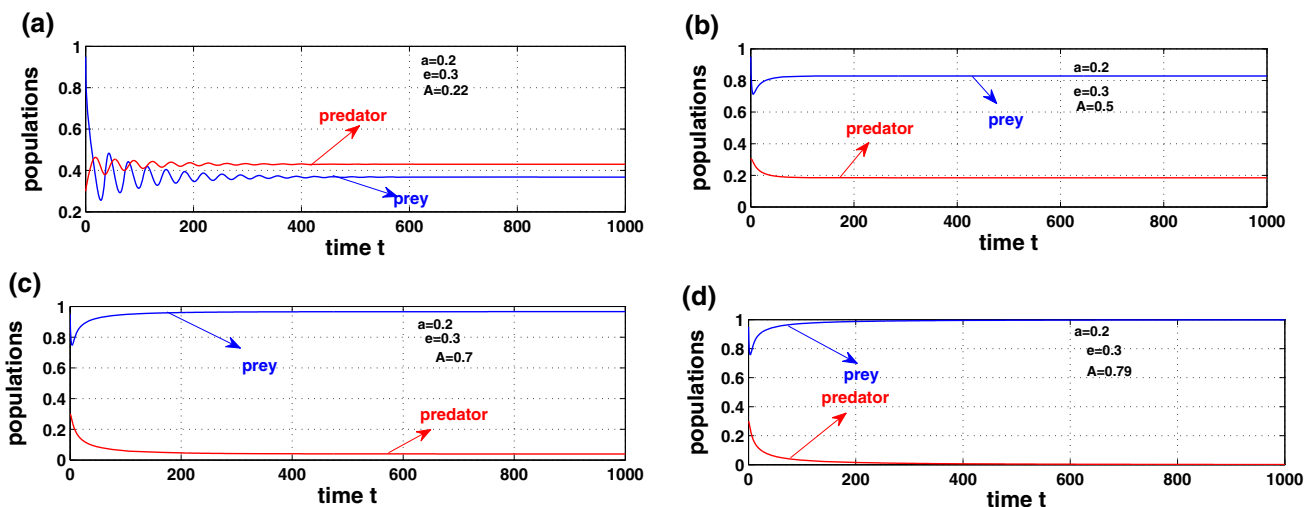 (a)
1
0.8
0.6
0.4
0.2
0 200 400 600 800 1000
populations
time t
a=0.2
e=0.3
A=0.22
predator
prey
(b)
1
0.8
0.6
0.4
0.2
0
0 200 400 600 800 1000
populations
time t
a=0.2
e=0.3
A=0.5
prey
predator
(c)
1
0.8
0.6
0.4
0.2
0
0 200 400 600 800 1000
populations
time t
a=0.2
e=0.3
A=0.7
prey
predator
(d)
1
0.8
0.6
0.4
0.2
0
0 200 400 600 800 1000
populations
time t
a=0.2
e=0.3
A=0.79
prey
predator